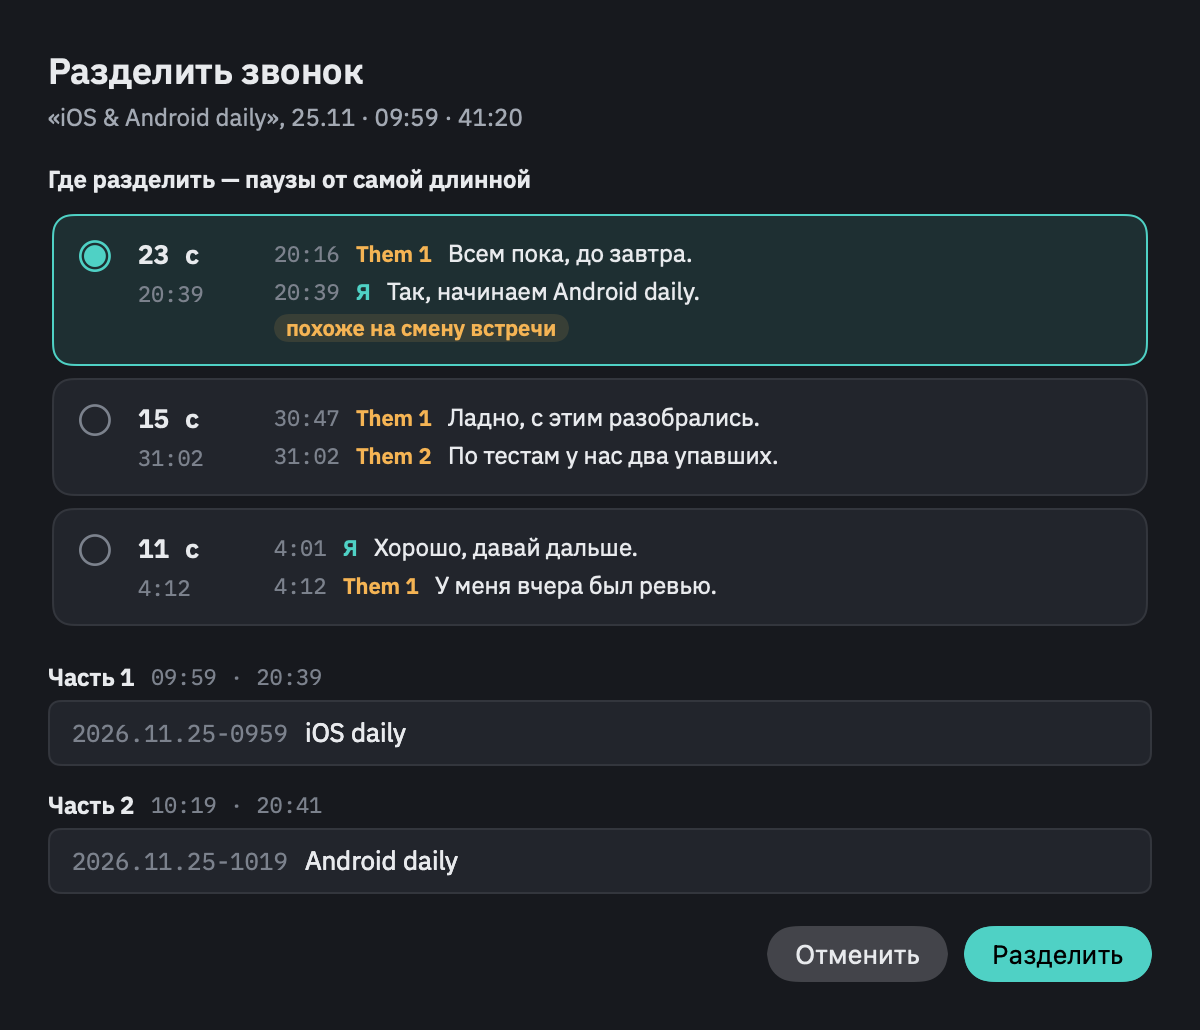 Разделить звонок
«iOS & Android daily», 25.11 · 09:59 · 41:20
Где разделить — паузы от самой длинной
23 с
20:39
20:16 Them 1 Всем пока, до завтра.
20:39 Я Так, начинаем Android daily.
похоже на смену встречи
15 с
31:02
30:47 Them 1 Ладно, с этим разобрались.
31:02 Them 2 По тестам у нас два упавших.
11 с
4:12
4:01 Я Хорошо, давай дальше.
4:12 Them 1 У меня вчера был ревью.
Часть 1 09:59 · 20:39
2026.11.25-0959 iOS daily
Часть 2 10:19 · 20:41
2026.11.25-1019 Android daily
Отменить
Разделить